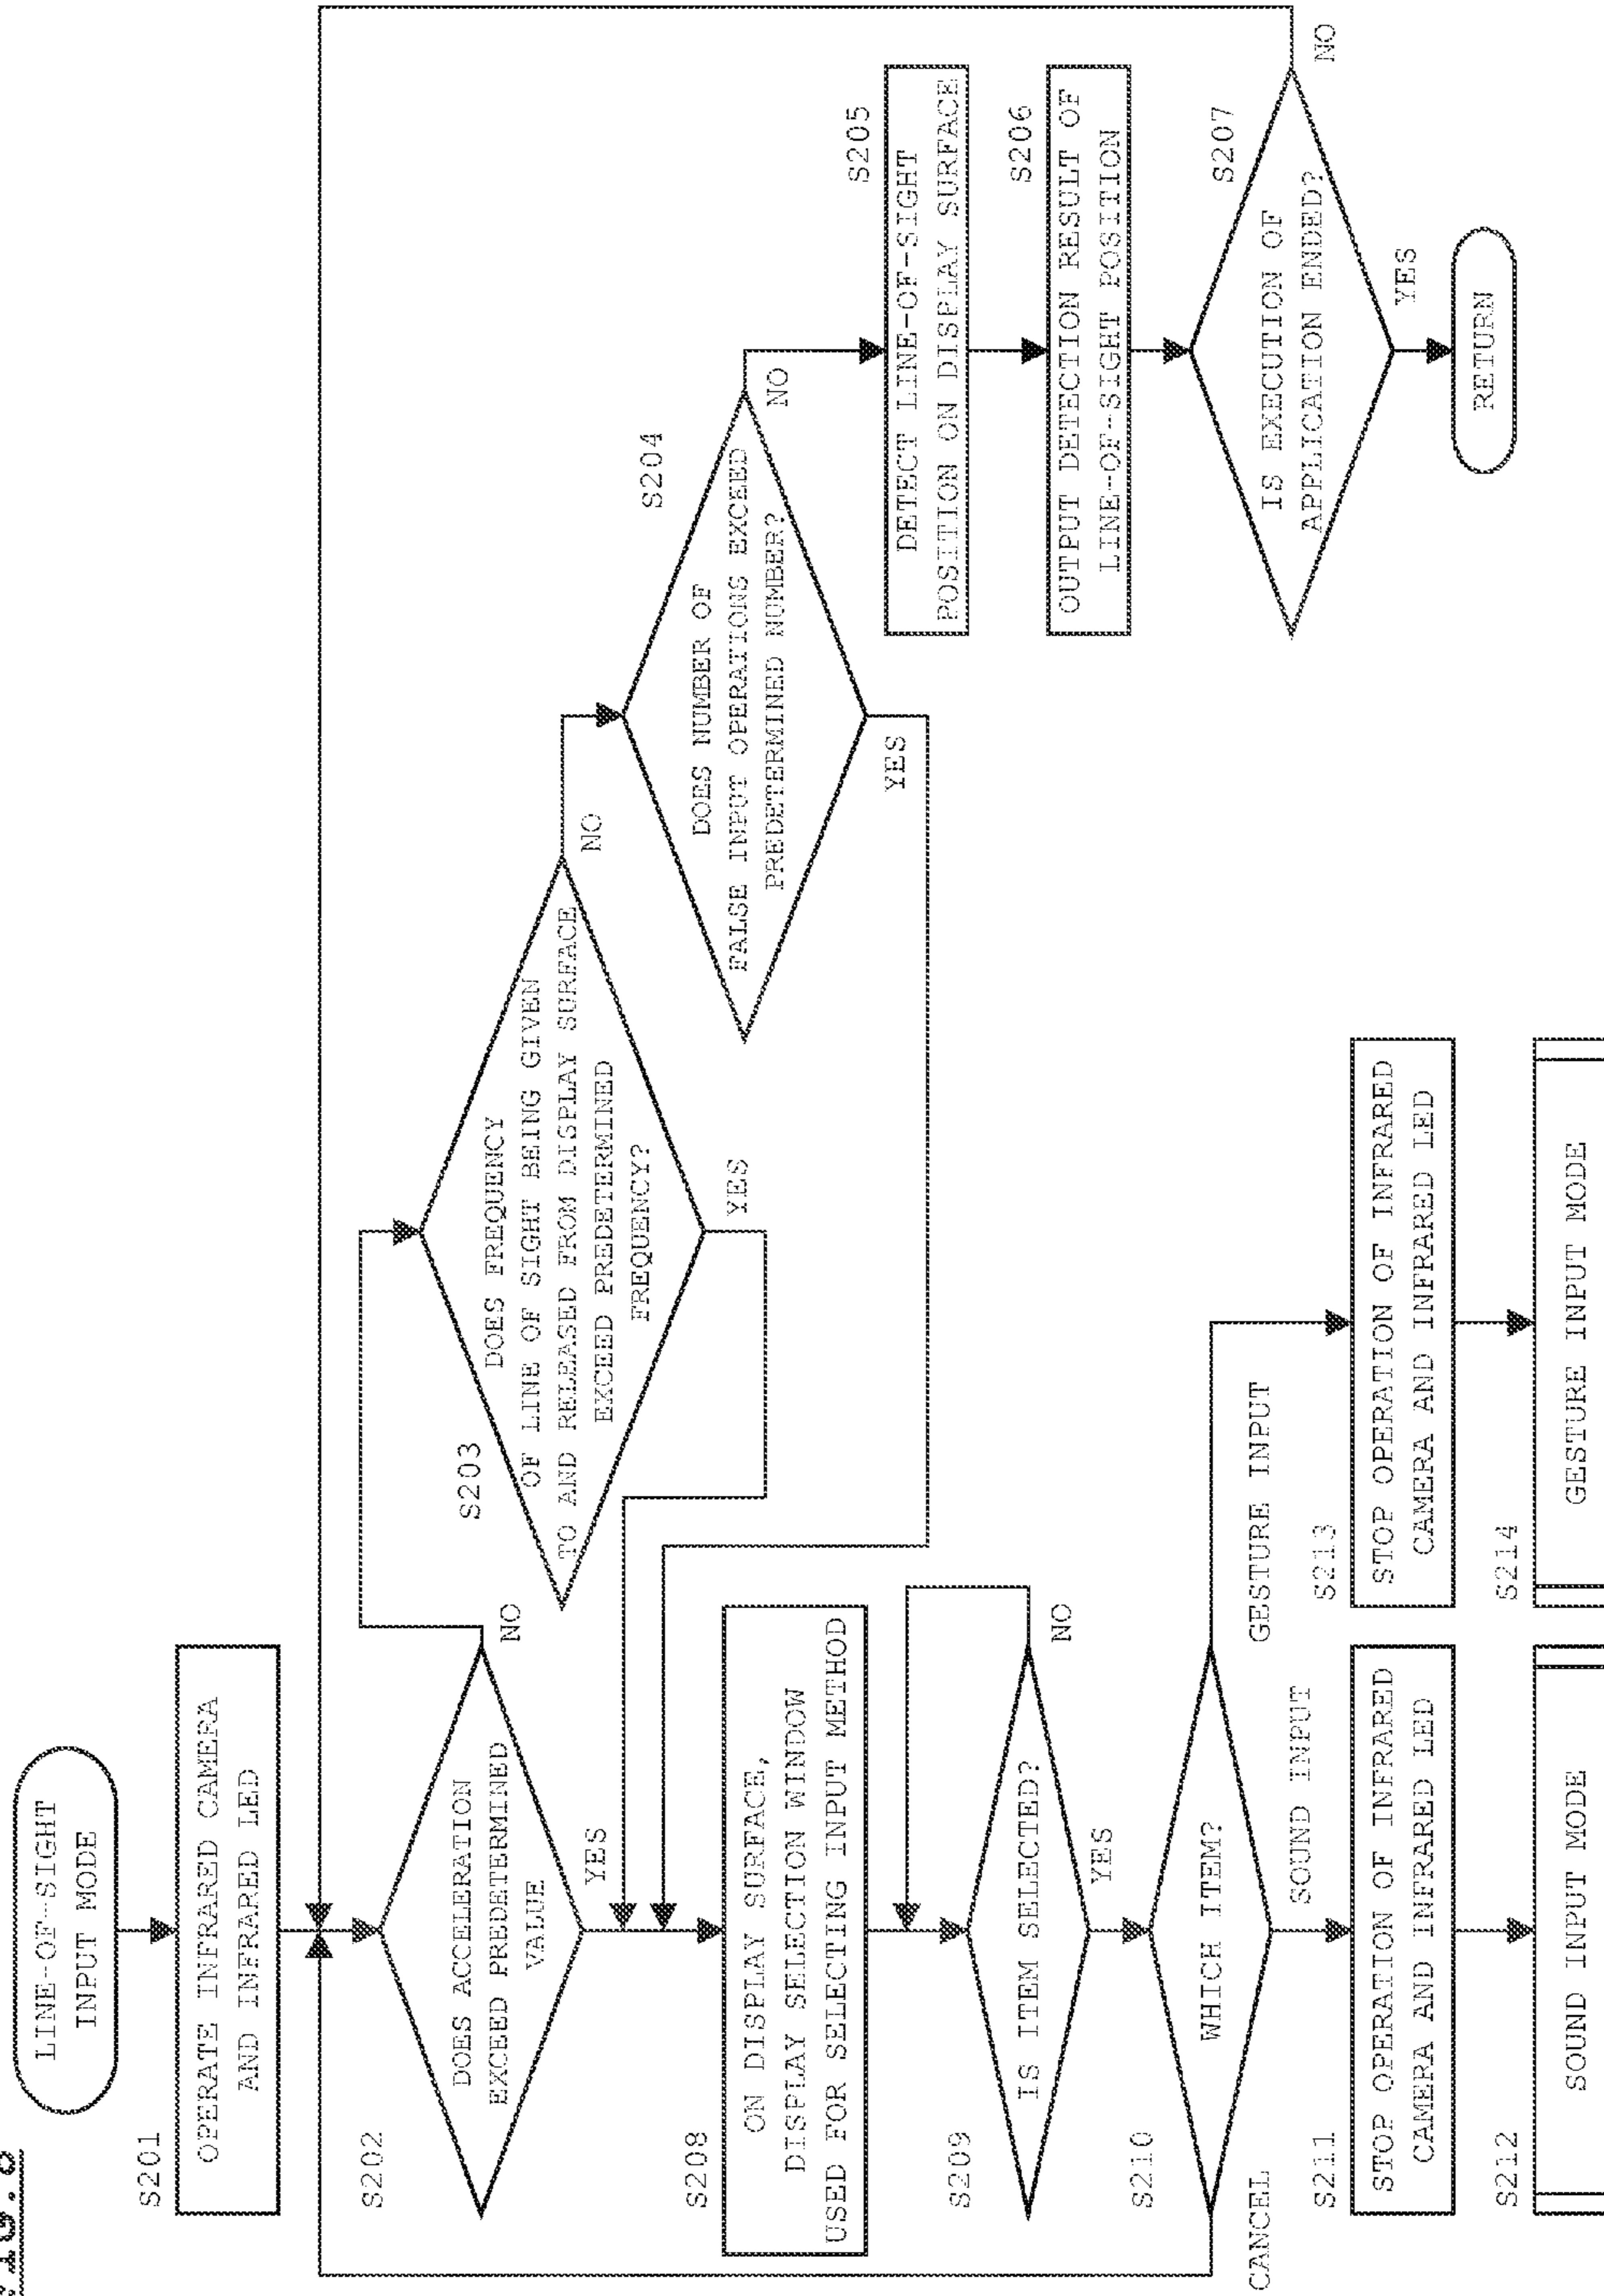 LINE-OF-SIGHT
INPUT MODE
S201
OPERATE INFRARED CAMERA
AND INFRARED LED
S202
DOES ACCELERATION
EXCEED PREDETERMINED
VALUE
NO
YES
S203
DOES FREQUENCY
OF LINE OF SIGHT BEING GIVEN
TO AND RELEASED FROM DISPLAY SURFACE
EXCEED PREDETERMINED
FREQUENCY?
NO
YES
S204
DOES NUMBER OF
FALSE INPUT OPERATIONS EXCEED
PREDETERMINED NUMBER?
NO
YES
S205
DETECT LINE-OF-SIGHT
POSITION ON DISPLAY SURFACE
S206
OUTPUT DETECTION RESULT OF
LINE-OF-SIGHT POSITION
S207
IS EXECUTION OF
APPLICATION ENDED?
NO
YES
RETURN
S208
ON DISPLAY SURFACE,
DISPLAY SELECTION WINDOW
USED FOR SELECTING INPUT METHOD
S209
IS ITEM SELECTED?
NO
YES
S210
WHICH ITEM?
CANCEL
SOUND INPUT
GESTURE INPUT
S211
STOP OPERATION OF INFRARED
CAMERA AND INFRARED LED
S212
SOUND INPUT MODE
S213
STOP OPERATION OF INFRARED
CAMERA AND INFRARED LED
S214
GESTURE INPUT MODE